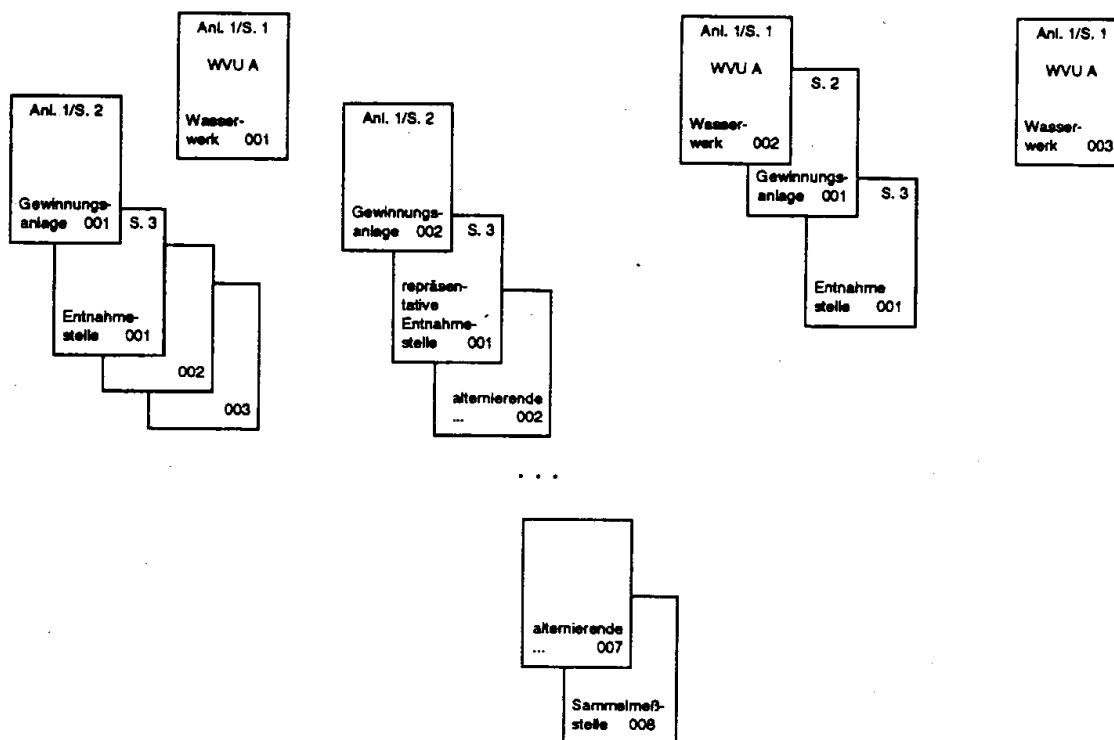 Anl. 1/S. 1
WVU A
Wasser-
werk 001
Anl. 1/S. 2
Gewinnungs-
anlage 001
S. 3
Entnahme-
stelle 001
002
003
Anl. 1/S. 2
Gewinnungs-
anlage 002
S. 3
repräsen-
tative
Entnahme-
stelle 001
alternierende
... 002
. . .
alternierende
... 007
Sammelmeß-
stelle 008
Anl. 1/S. 1
WVU A
Wasser-
werk 002
S. 2
Gewinnungs-
anlage 001
S. 3
Entnahme
stelle 001
Anl. 1/S. 1
WVU A
Wasser-
werk 003